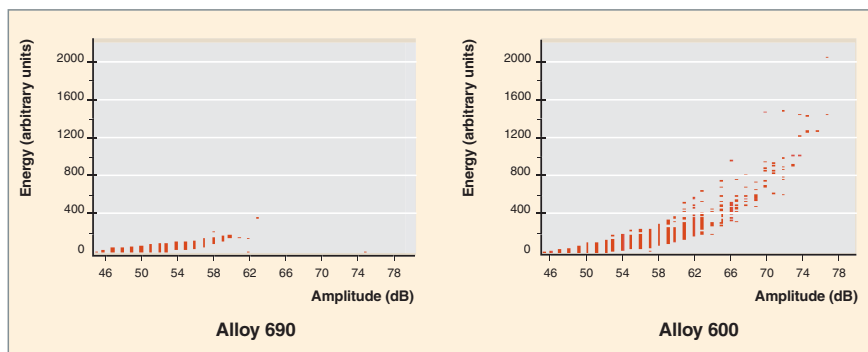 Energy (arbitrary units)
2000
1600
1200
800
400
0
46 50 54 58 62 66 70 74 78
Amplitude (dB)
Alloy 690
Energy (arbitrary units)
2000
1600
1200
800
400
0
46 50 54 58 62 66 70 74 78
Amplitude (dB)
Alloy 600